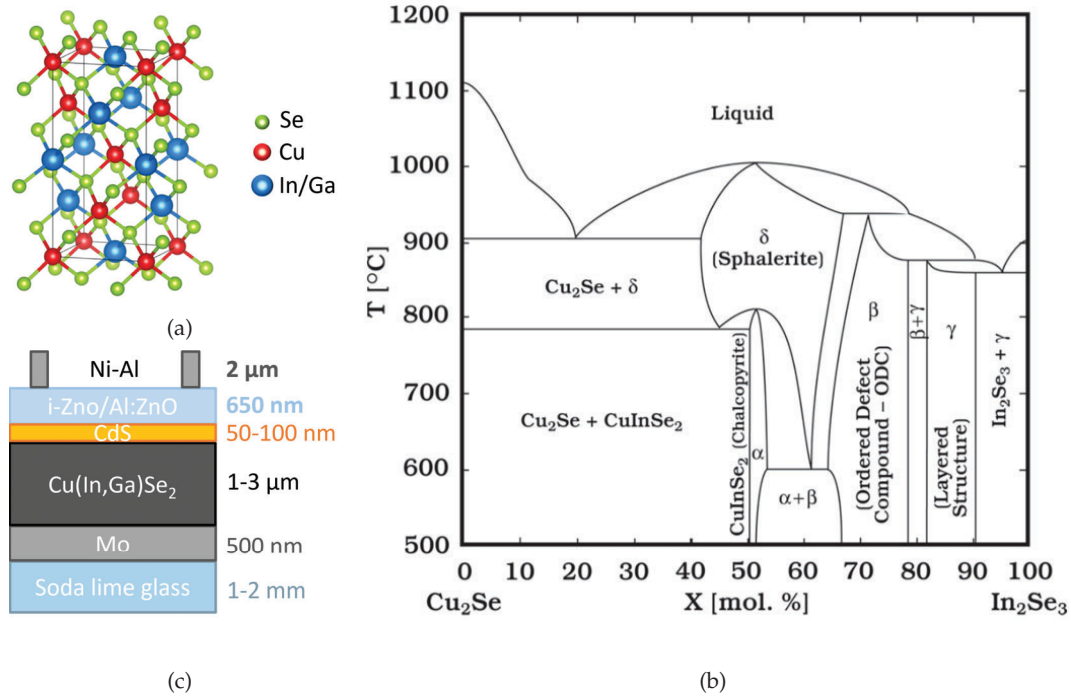 Se
Cu
In/Ga
(a)
Ni-Al
2 µm
i-Zno/Al:ZnO
650 nm
CdS
50-100 nm
Cu(In,Ga)Se2
1-3 µm
Mo
500 nm
Soda lime glass
1-2 mm
(c)
1200
1100
1000
900
800
700
600
500
T [°C]
Liquid
δ
(Sphalerite)
Cu2Se + δ
Cu2Se + CuInSe2
CuInSe2 (Chalcopyrite)
α
α+β
β
(Ordered Defect
Compound – ODC)
β+γ
γ
(Layered
Structure)
In2Se3 + γ
0 10 20 30 40 50 60 70 80 90 100
Cu2Se X [mol. %] In2Se3
(b)